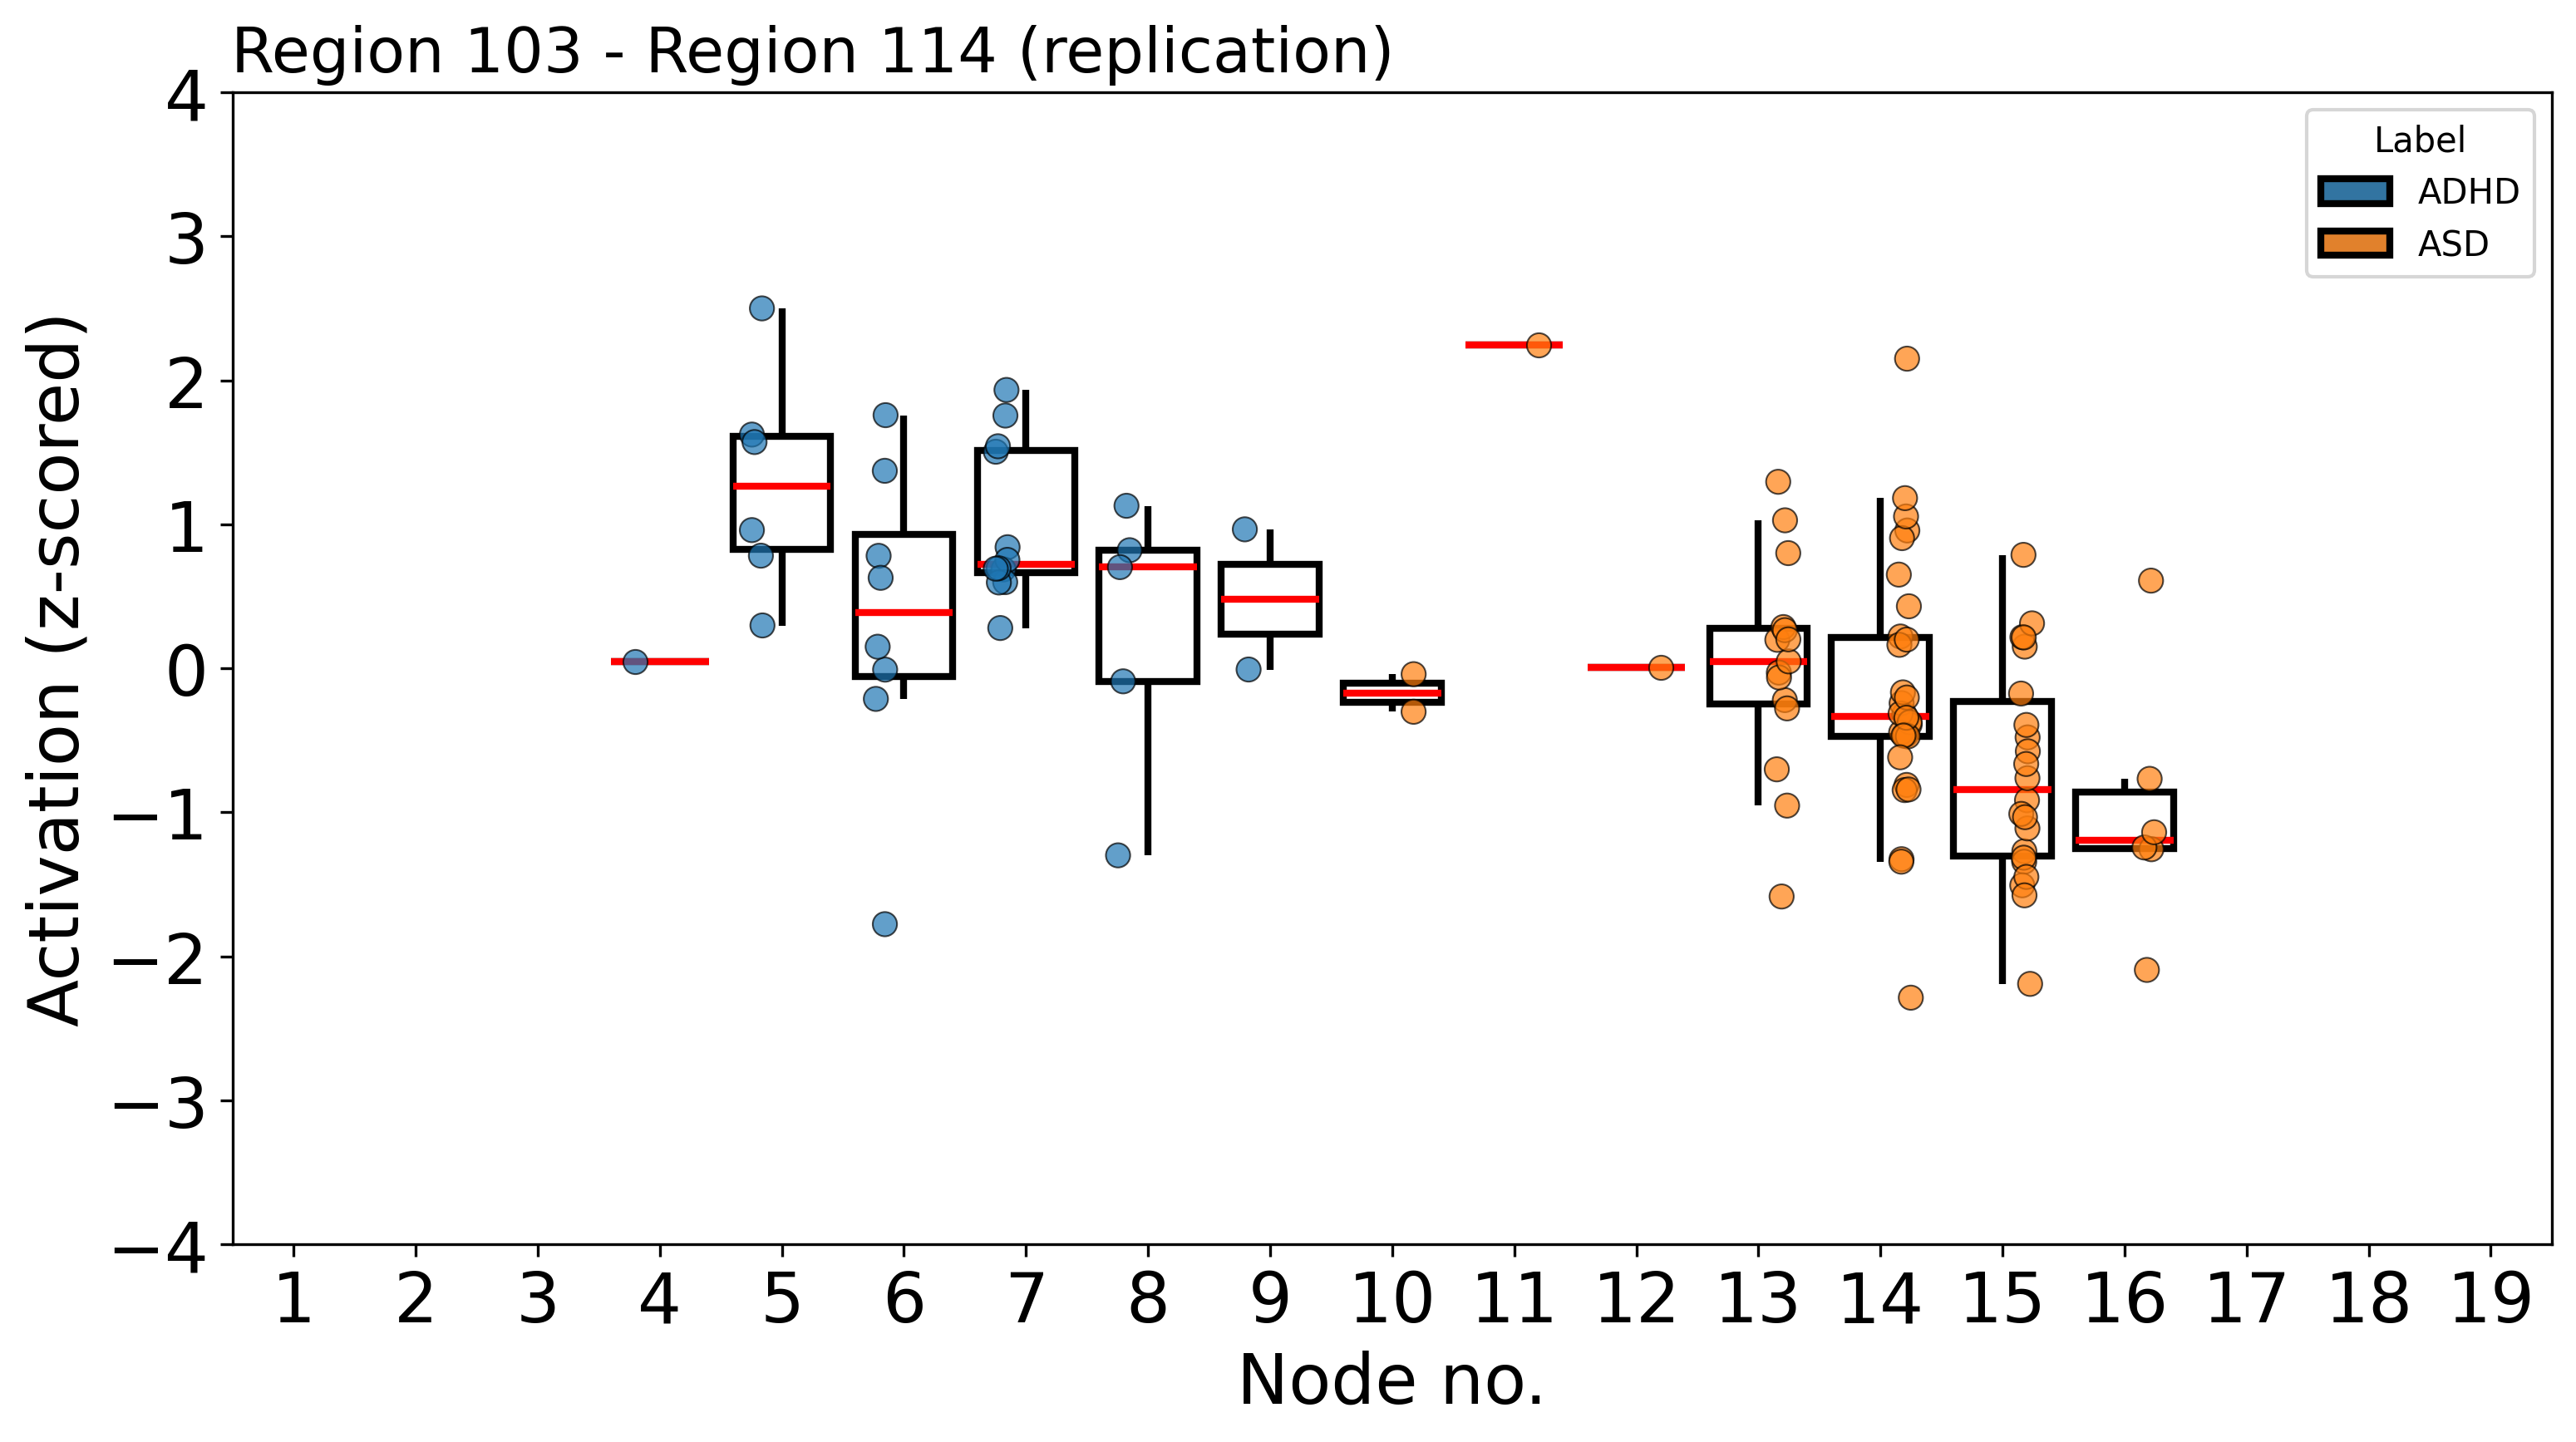 Region 103 - Region 114 (replication)
Label
ADHD
ASD
Activation (z-scored)
4
3
2
1
0
−1
−2
−3
−4
1 2 3 4 5 6 7 8 9 10 11 12 13 14 15 16 17 18 19
Node no.